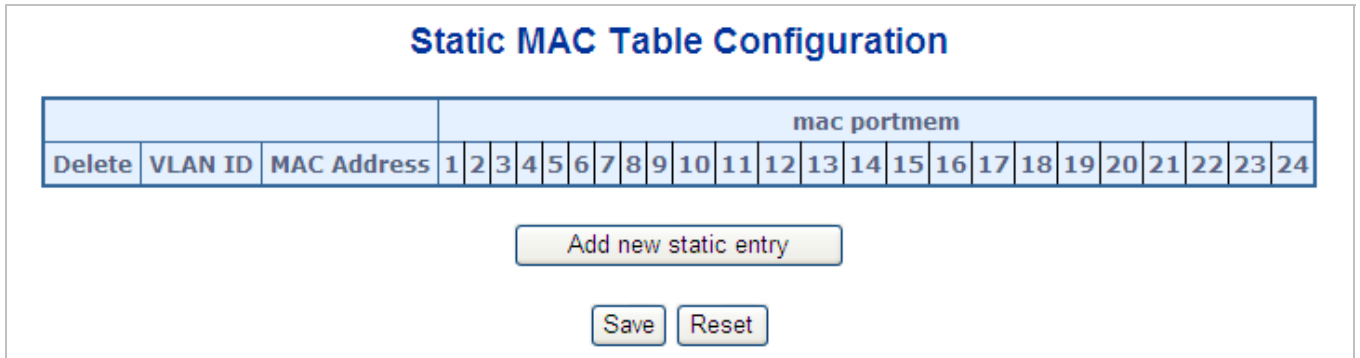 Static MAC Table Configuration
mac portmem
Delete VLAN ID MAC Address 1 2 3 4 5 6 7 8 9 10 11 12 13 14 15 16 17 18 19 20 21 22 23 24
Add new static entry
Save Reset